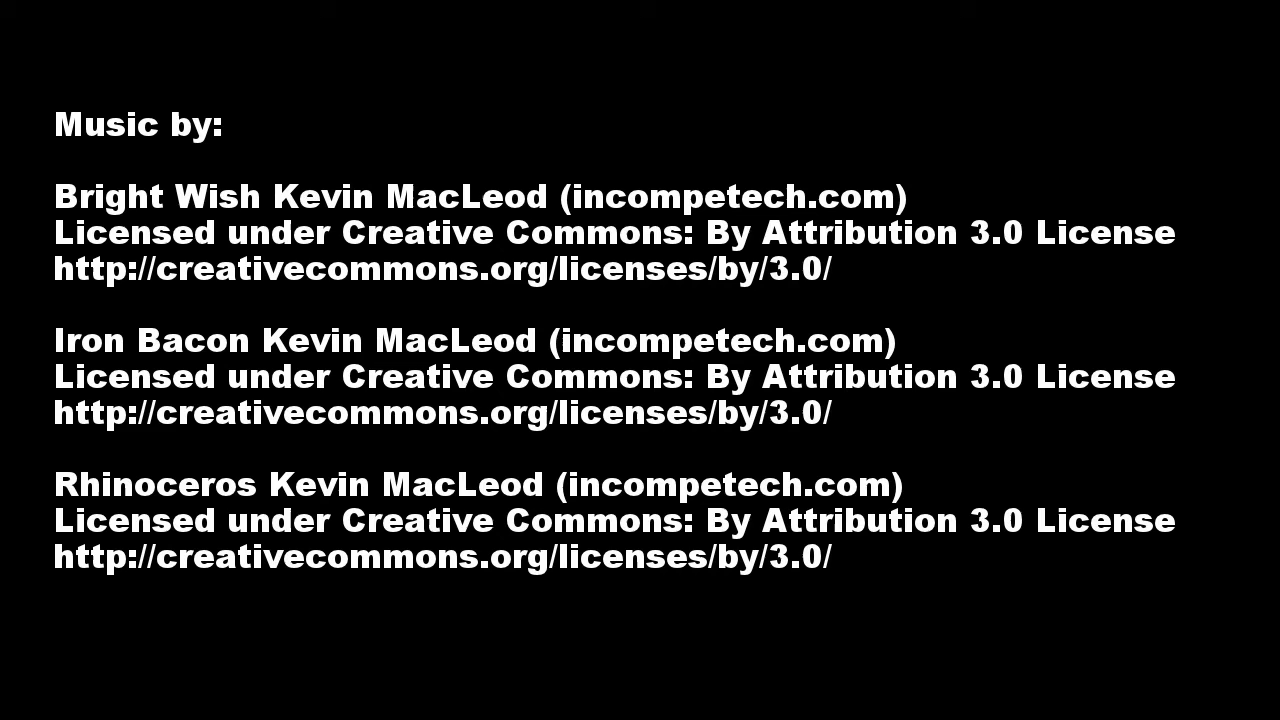 Music by:
Bright Wish Kevin MacLeod (incompetech.com)
Licensed under Creative Commons: By Attribution 3.0 License
http://creativecommons.org/licenses/by/3.0/
Iron Bacon Kevin MacLeod (incompetech.com)
Licensed under Creative Commons: By Attribution 3.0 License
http://creativecommons.org/licenses/by/3.0/
Rhinoceros Kevin MacLeod (incompetech.com)
Licensed under Creative Commons: By Attribution 3.0 License
http://creativecommons.org/licenses/by/3.0/